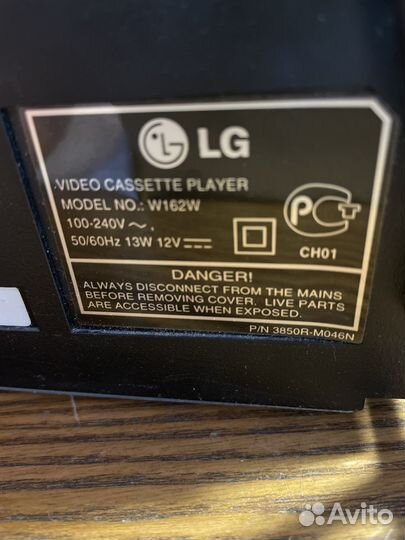 LG
VIDEO CASSETTE PLAYER
MODEL NO.: W162W
100-240V ~,
50/60Hz 13W 12V ⎓
РСТ
CH01
DANGER!
ALWAYS DISCONNECT FROM THE MAINS
BEFORE REMOVING COVER. LIVE PARTS
ARE ACCESSIBLE WHEN EXPOSED.
P/N 3850R-M046N
Avito